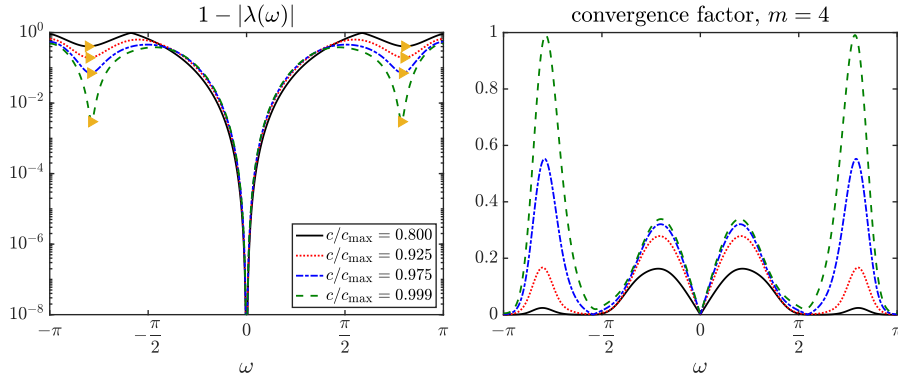 1 − |λ(ω)|
10^0
10^−2
10^−4
10^−6
10^−8
c/c_max = 0.800
c/c_max = 0.925
c/c_max = 0.975
c/c_max = 0.999
−π
−π/2
0
π/2
π
ω
convergence factor, m = 4
1
0.8
0.6
0.4
0.2
0
−π
−π/2
0
π/2
π
ω